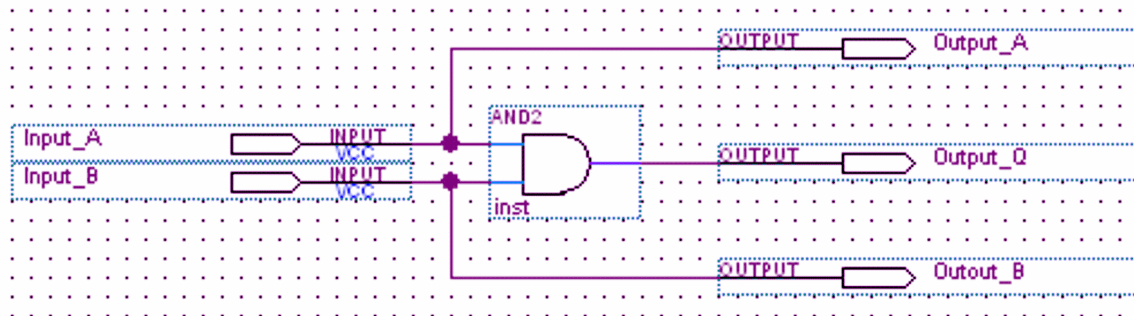 OUTPUT Output_A
AND2
Input_A INPUT
VCC
OUTPUT Output_Q
Input_B INPUT
VCC
inst
OUTPUT Outout_B